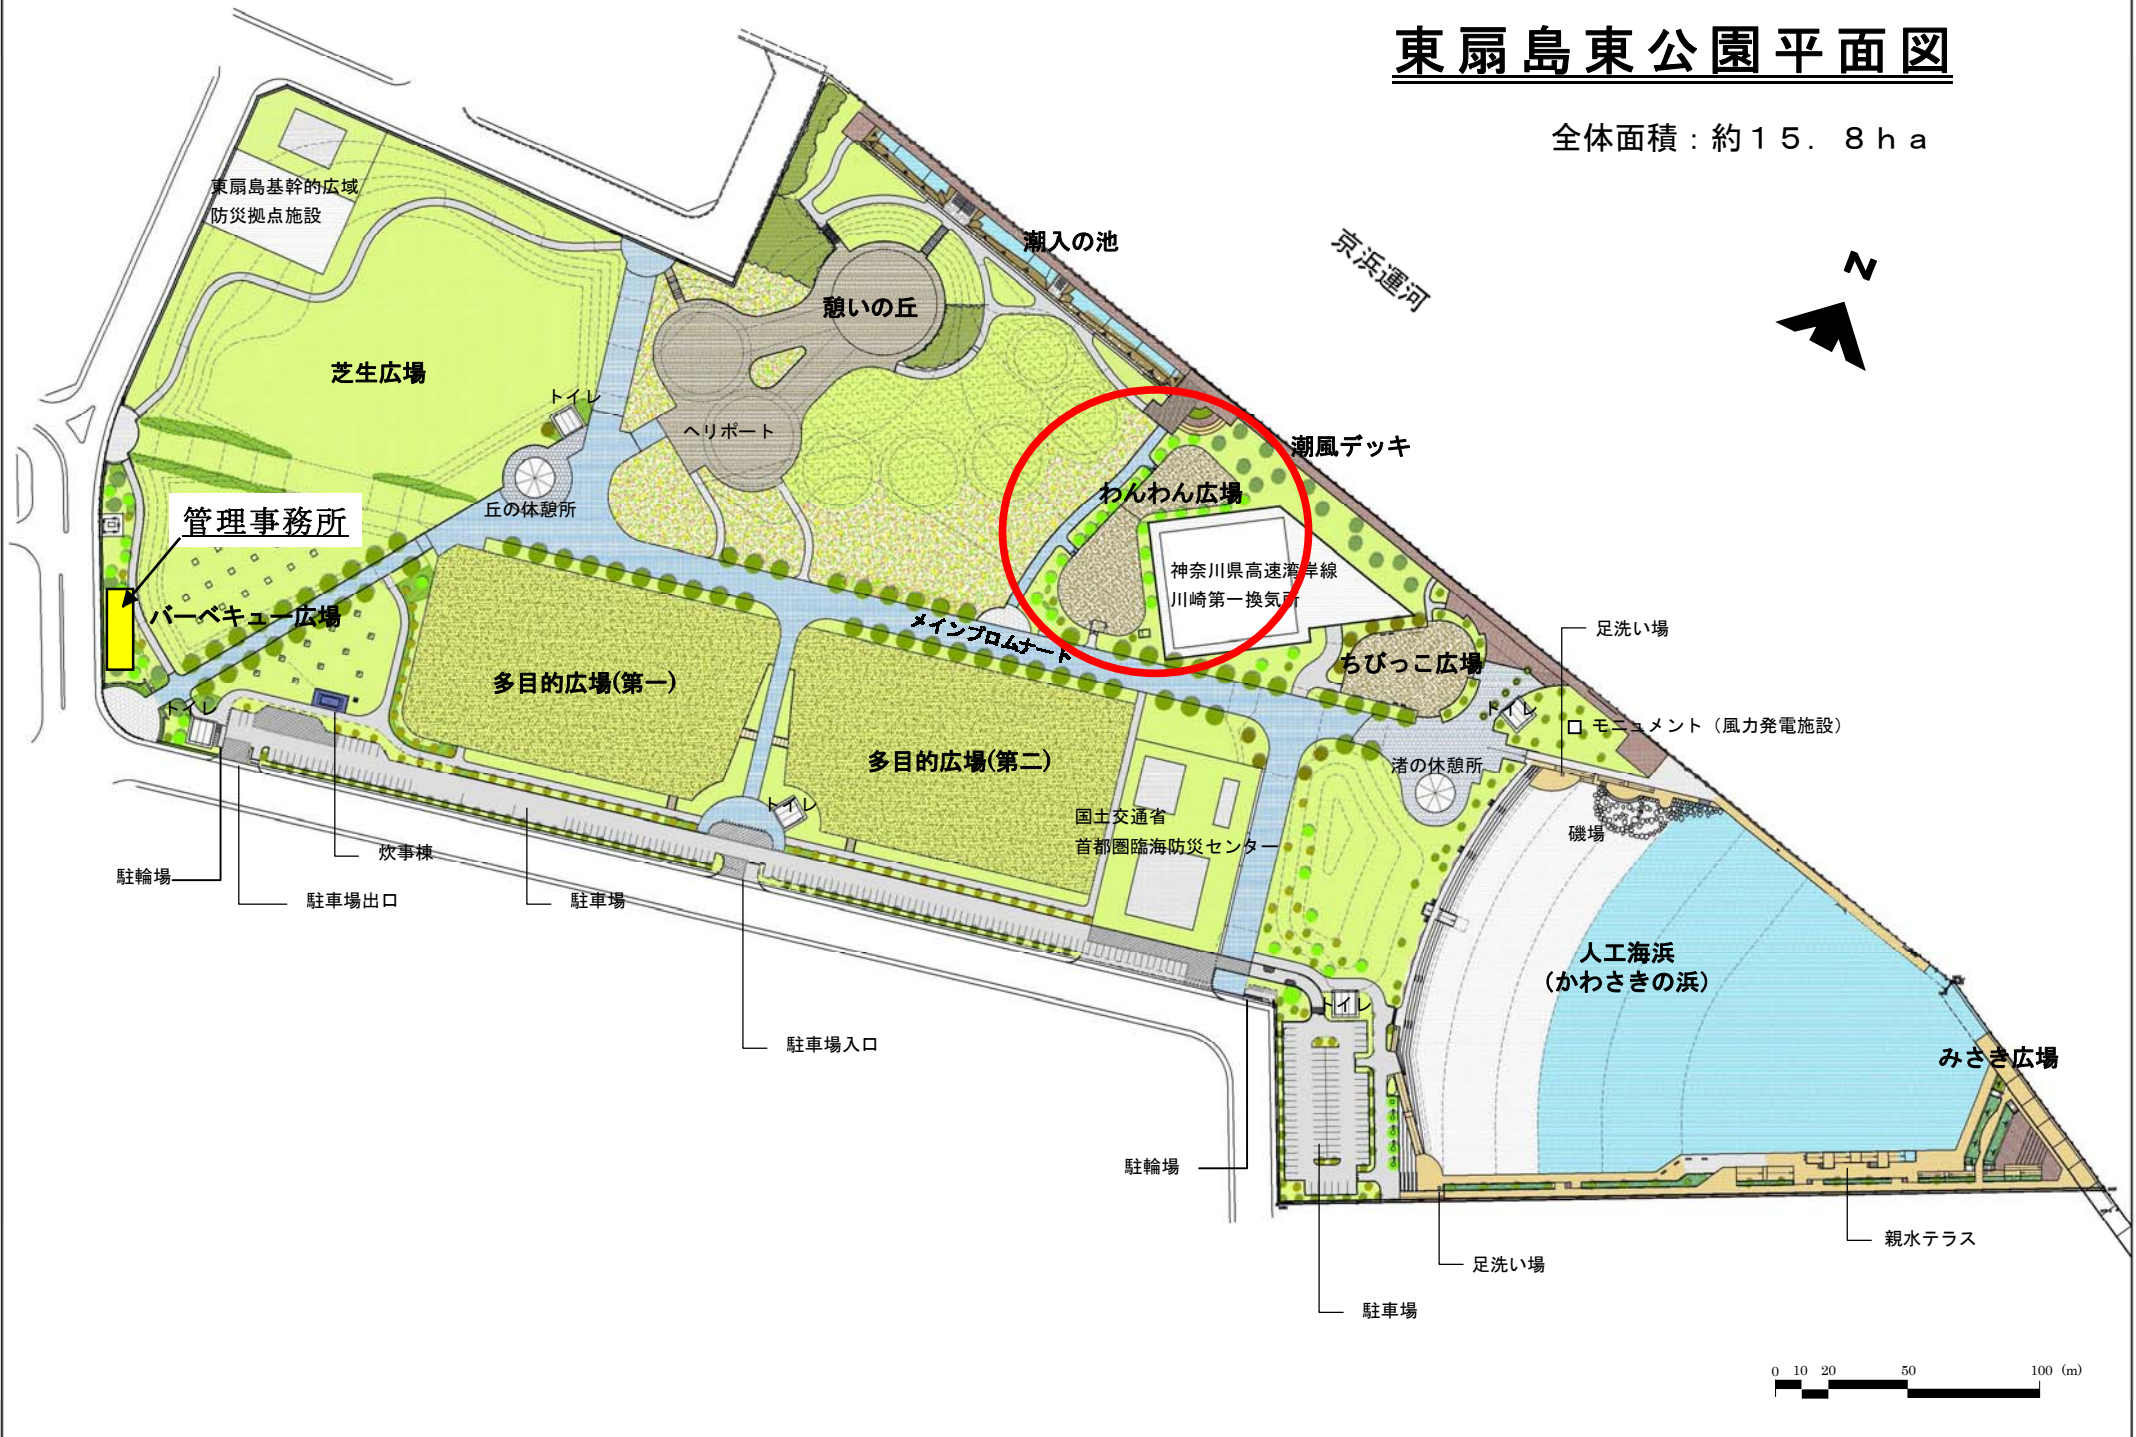 東扇島東公園平面図
全体面積：約１５．８ｈａ
東扇島基幹的広域
防災拠点施設
潮入の池
京浜運河
N
憩いの丘
芝生広場
トイレ
ヘリポート
潮風デッキ
わんわん広場
丘の休憩所
管理事務所
神奈川県高速湾岸線
川崎第一換気所
バーベキュー広場
メインプロムナード
足洗い場
ちびっこ広場
多目的広場(第一)
トイレ
トイレ
モニュメント（風力発電施設）
多目的広場(第二)
渚の休憩所
トイレ
国土交通省
首都圏臨海防災センター
磯場
炊事棟
駐輪場
駐車場出口
駐車場
人工海浜
（かわさきの浜）
トイレ
駐車場入口
みさき広場
駐輪場
親水テラス
足洗い場
駐車場
0 10 20 50 100 (m)